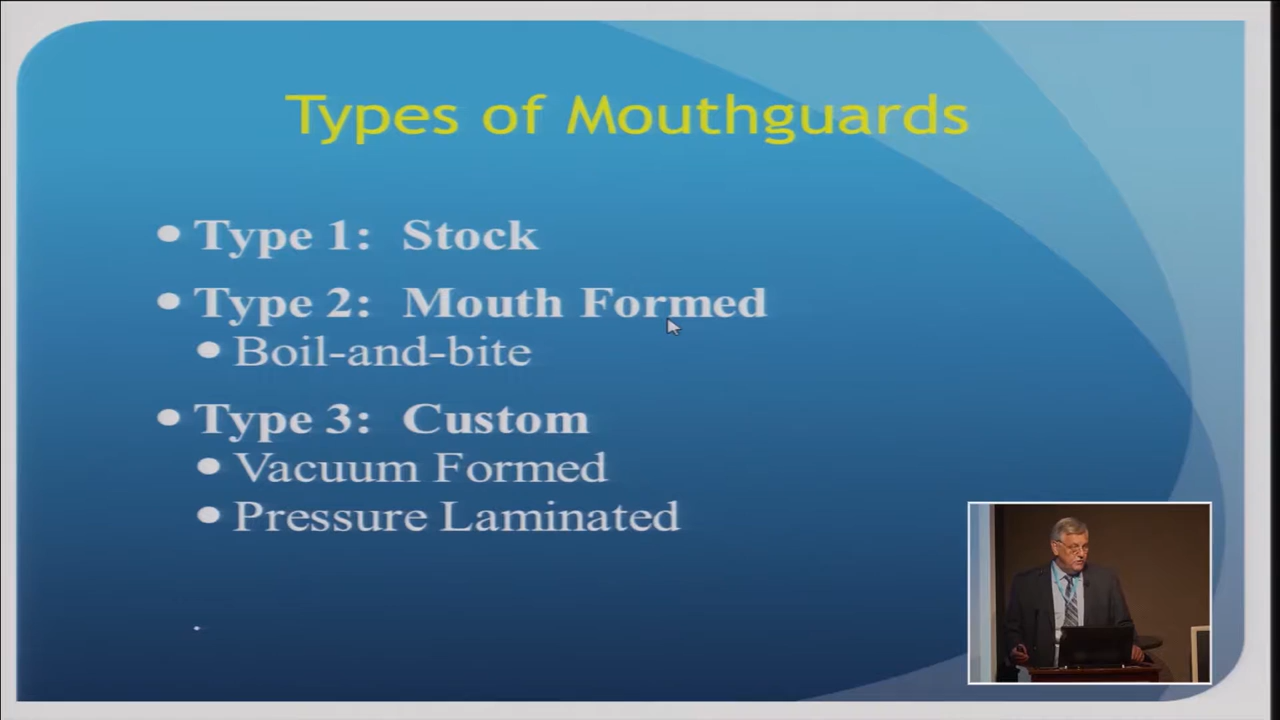 Types of Mouthguards
Type 1: Stock
Type 2: Mouth Formed
Boil-and-bite
Type 3: Custom
Vacuum Formed
Pressure Laminated